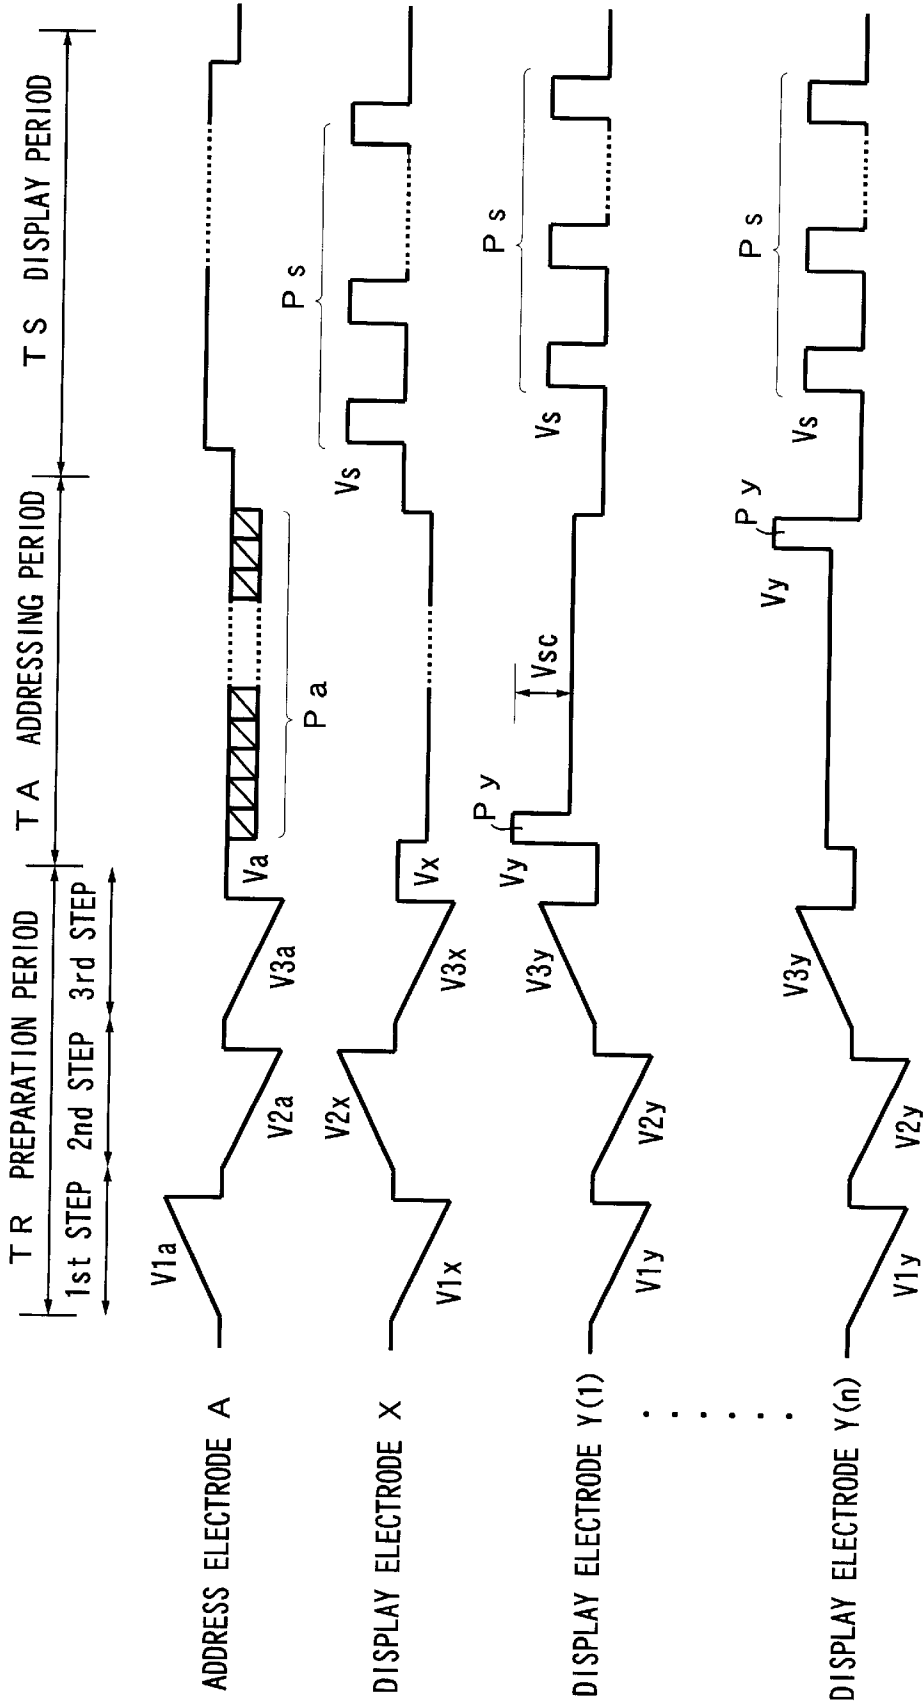 TR PREPARATION PERIOD
TA ADDRESSING PERIOD
TS DISPLAY PERIOD
1st STEP
2nd STEP
3rd STEP
ADDRESS ELECTRODE A
V1a
V2a
V3a
Va
Pa
DISPLAY ELECTRODE X
V1x
V2x
V3x
Vx
Vs
Ps
DISPLAY ELECTRODE Y(1)
V1y
V2y
V3y
Vy
Py
Vsc
Vs
Ps
DISPLAY ELECTRODE Y(n)
V1y
V2y
V3y
Vy
Py
Vs
Ps